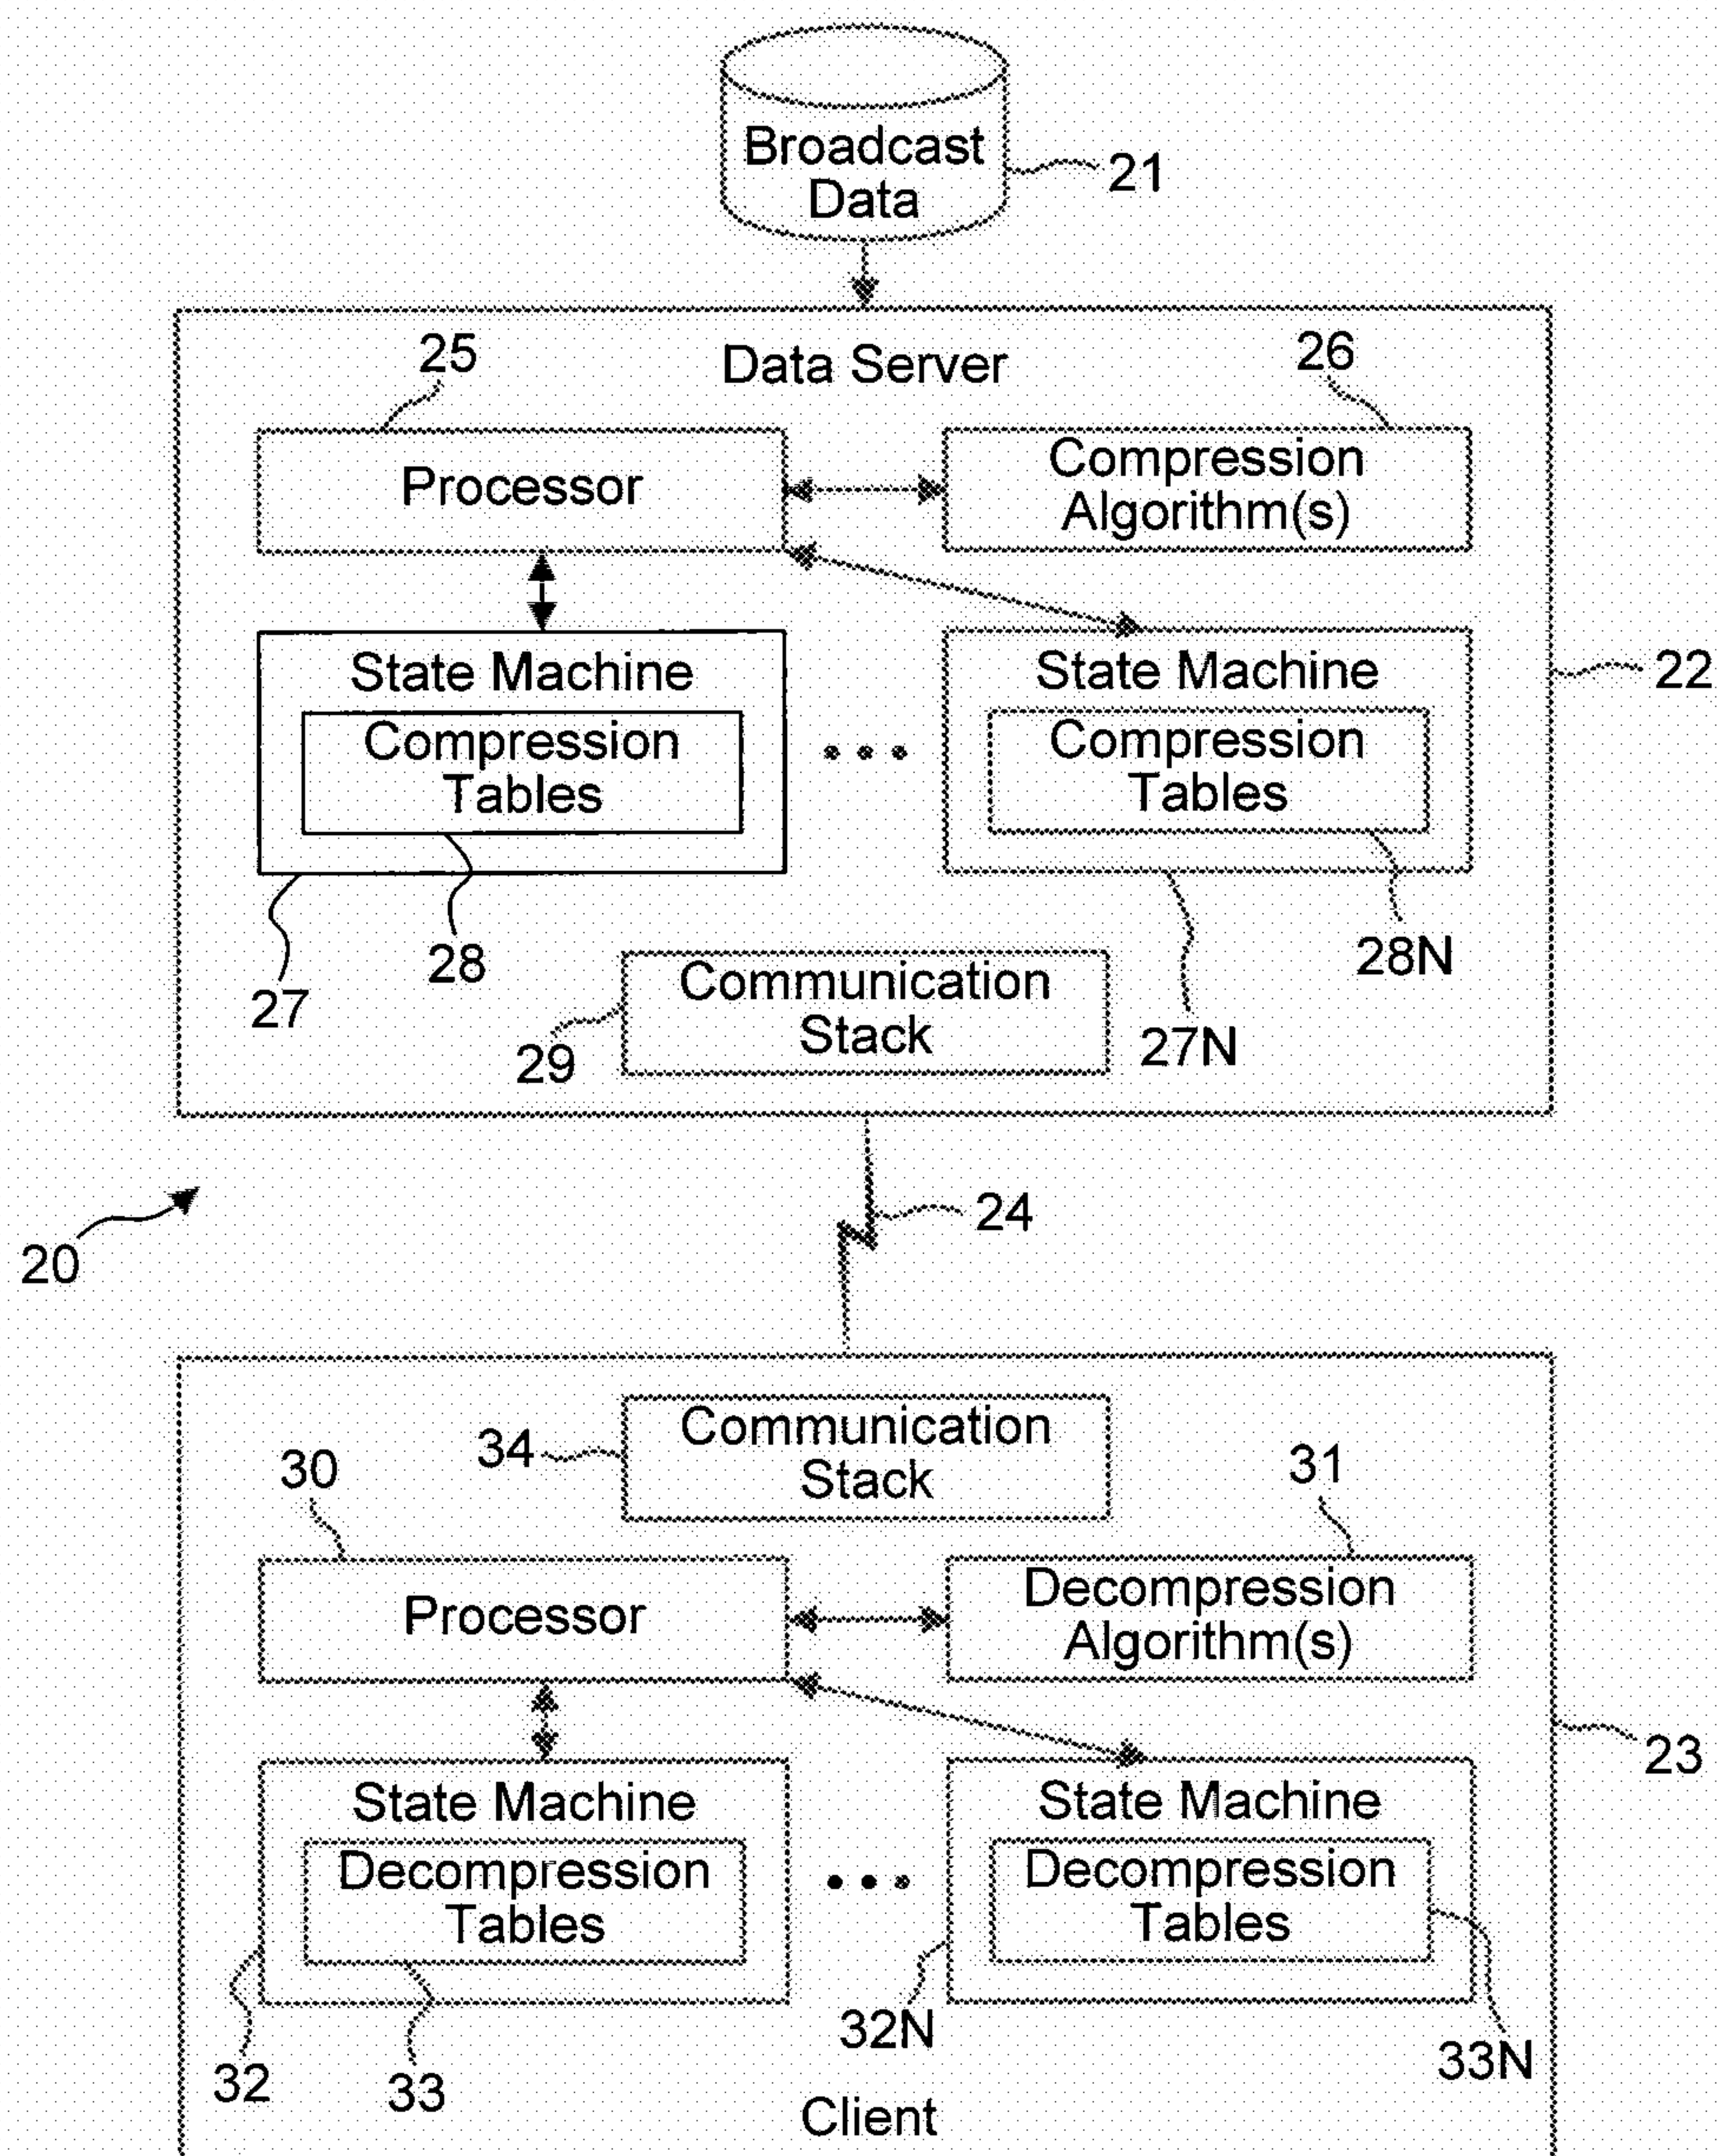 Broadcast
Data
21
25
Data Server
26
Processor
Compression
Algorithm(s)
State Machine
State Machine
22
Compression
Tables
Compression
Tables
28
28N
27
Communication
Stack
29
27N
20
24
Communication
Stack
34
30
31
Processor
Decompression
Algorithm(s)
23
State Machine
State Machine
Decompression
Tables
Decompression
Tables
32N
33N
32
33
Client